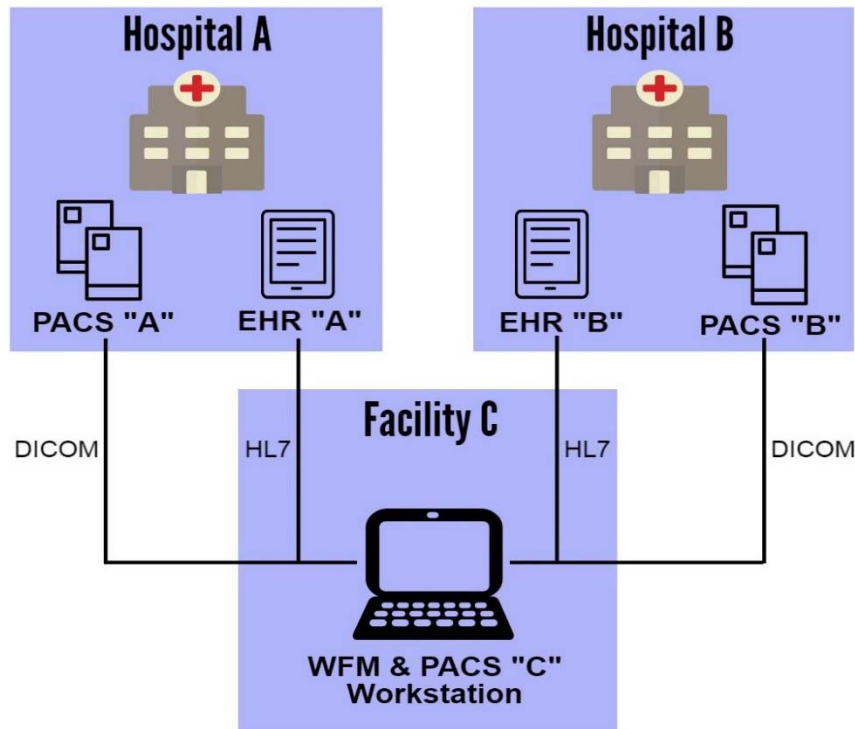 Hospital A
Hospital B
PACS "A"
EHR "A"
EHR "B"
PACS "B"
DICOM
HL7
Facility C
HL7
DICOM
WFM & PACS "C"
Workstation